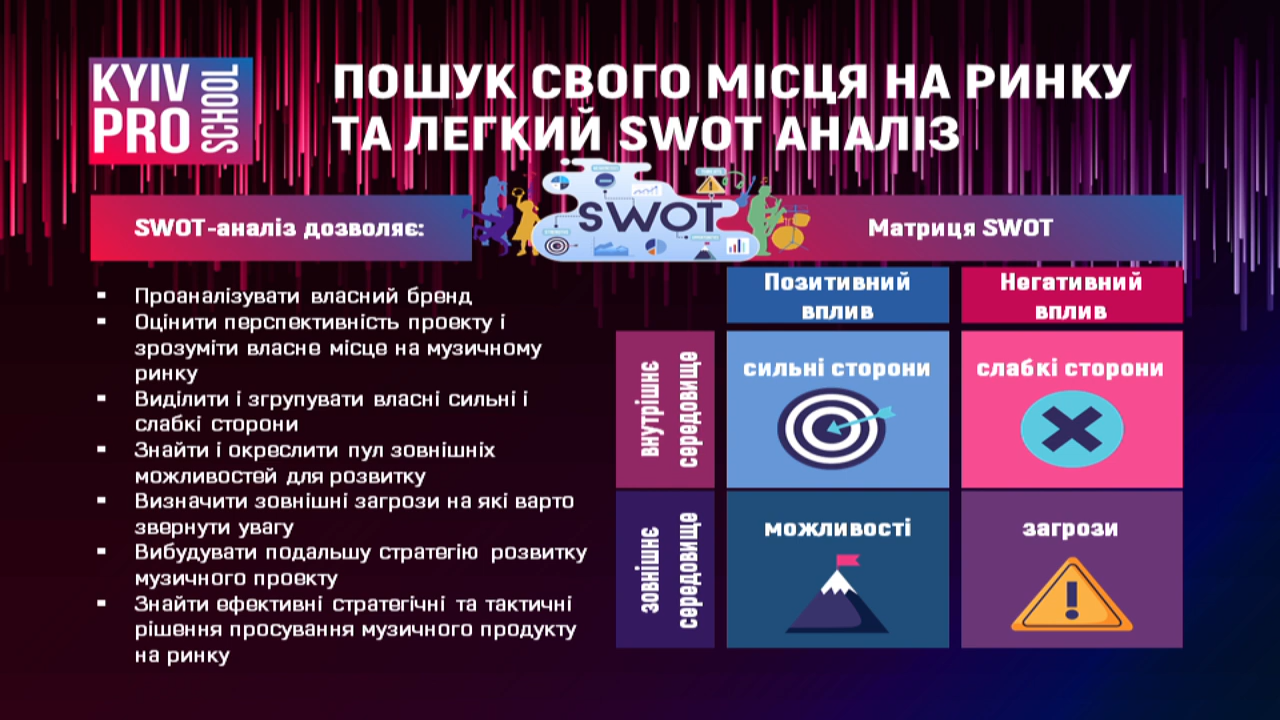 KYIV
PRO
SCHOOL
ПОШУК СВОГО МІСЦЯ НА РИНКУ
ТА ЛЕГКИЙ SWOT АНАЛІЗ
SWOT-аналіз дозволяє:
SWOT
Матриця SWOT
▪ Проаналізувати власний бренд
▪ Оцінити перспективність проекту і
зрозуміти власне місце на музичному
ринку
▪ Виділити і згрупувати власні сильні і
слабкі сторони
▪ Знайти і окреслити пул зовнішніх
можливостей для розвитку
▪ Визначити зовнішні загрози на які варто
звернути увагу
▪ Вибудувати подальшу стратегію розвитку
музичного проекту
▪ Знайти ефективні стратегічні та тактичні
рішення просування музичного продукту
на ринку
Позитивний
вплив
Негативний
вплив
внутрішнє
середовище
сильні сторони
слабкі сторони
зовнішнє
середовище
можливості
загрози